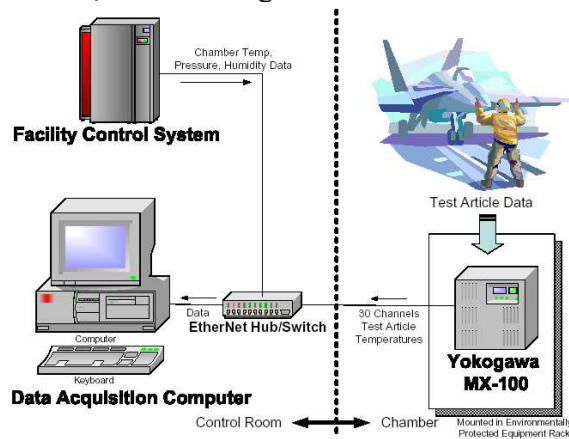 Chamber Temp,
Pressure, Humidity Data
Facility Control System
Test Article Data
Data
EtherNet Hub/Switch
30 Channels
Test Article
Temperatures
Yokogawa
MX-100
Computer
Keyboard
Data Acquisition Computer
Control Room
Chamber
Mounted in Environmentally
Protected Equipment Rack